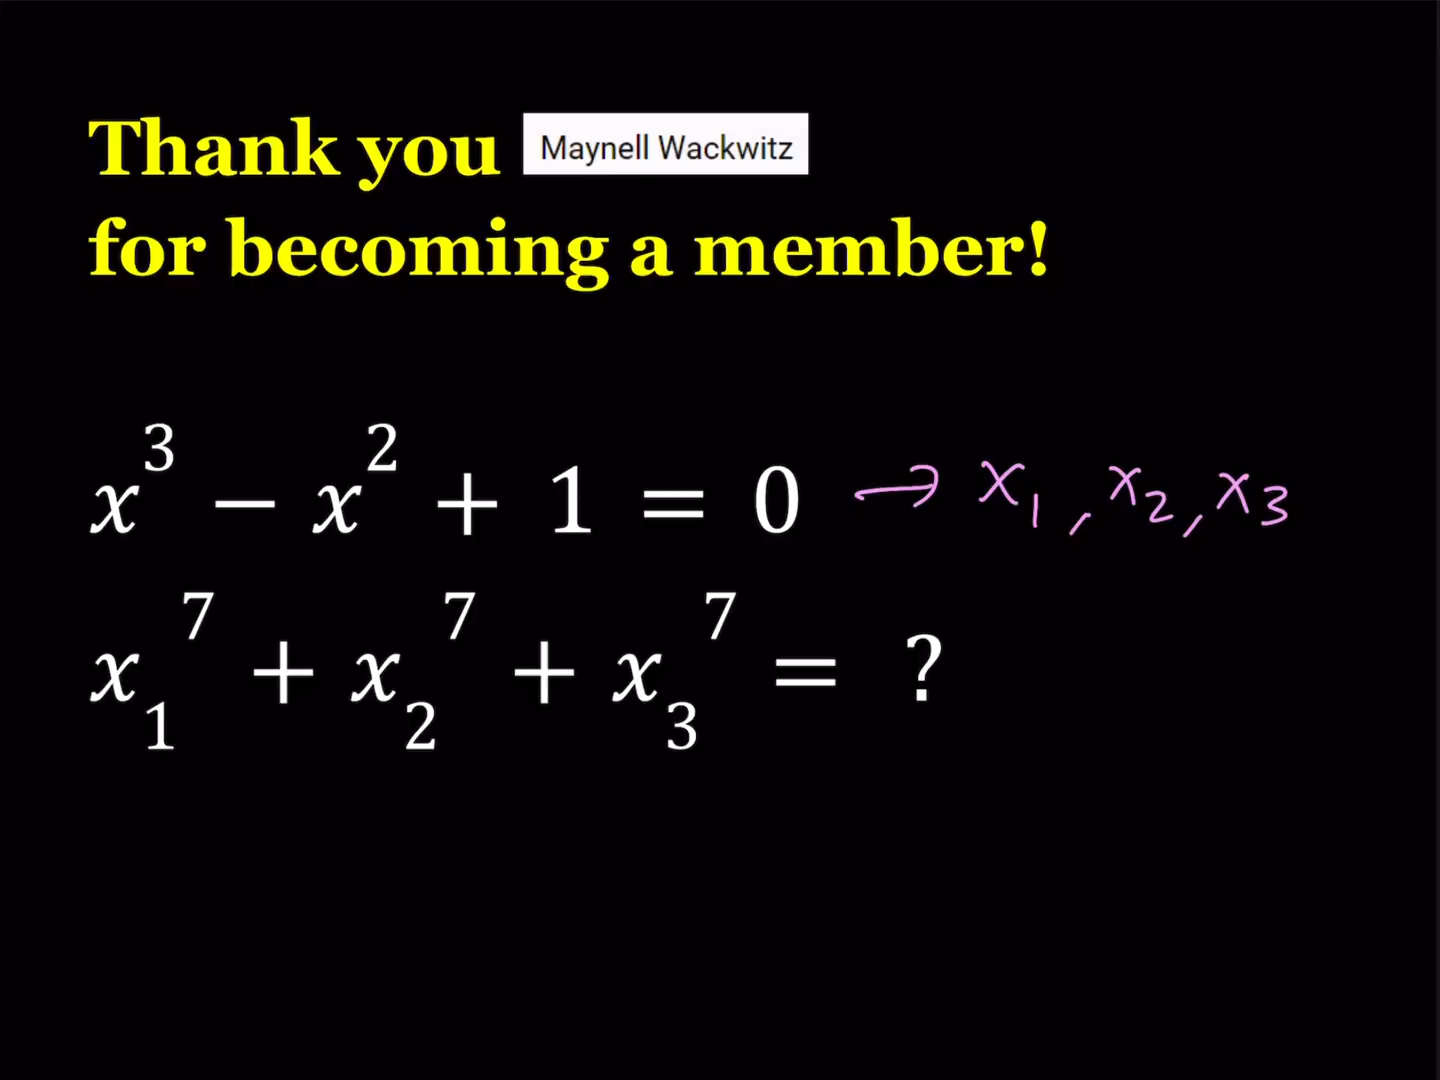 Thank you Maynell Wackwitz
for becoming a member!
x³ − x² + 1 = 0 → x₁, x₂, x₃
x₁⁷ + x₂⁷ + x₃⁷ = ?